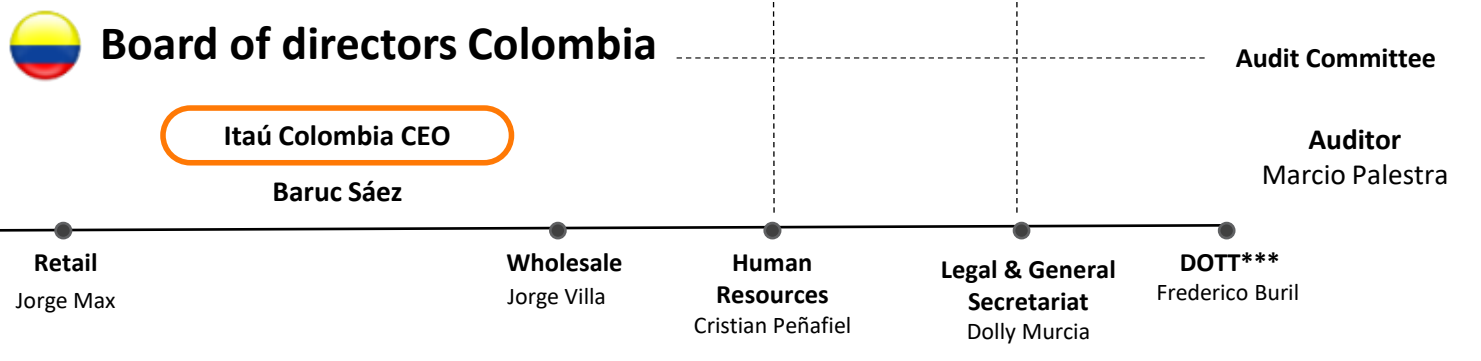 Board of directors Colombia
Audit Committee
Itaú Colombia CEO
Baruc Sáez
Auditor
Marcio Palestra
Retail
Jorge Max
Wholesale
Jorge Villa
Human
Resources
Cristian Peñafiel
Legal & General
Secretariat
Dolly Murcia
DOTT***
Frederico Buril